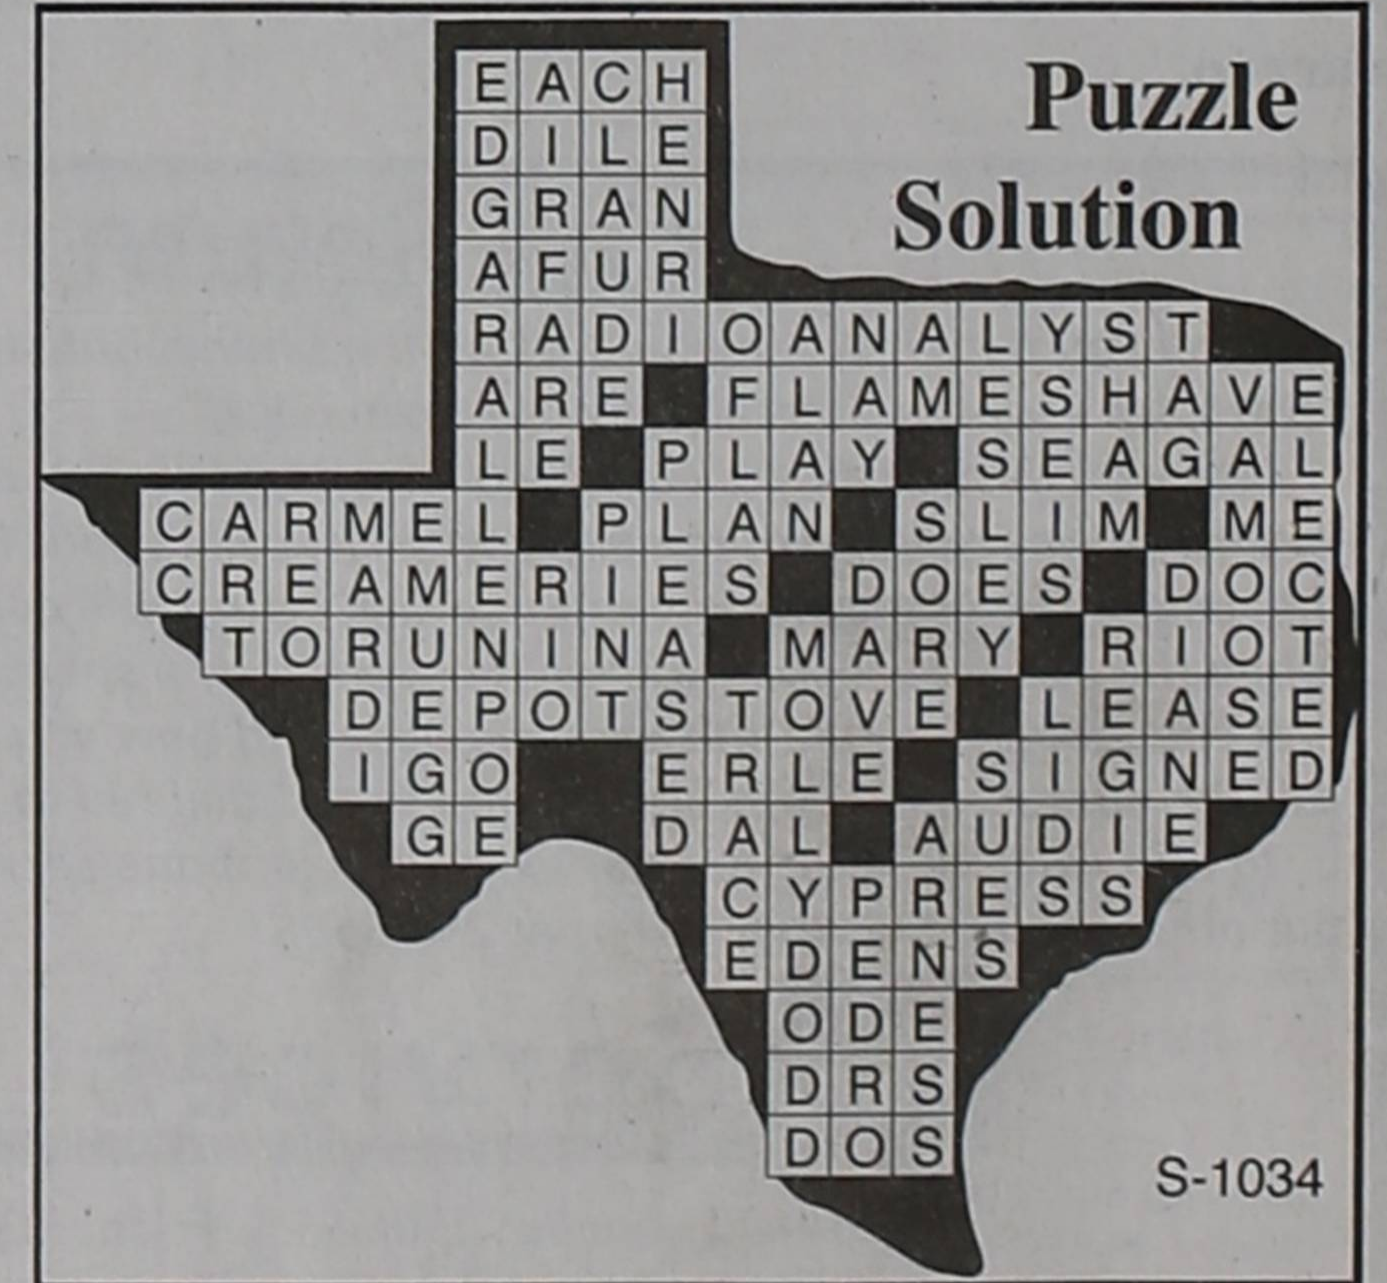 Puzzle
Solution
EACH
DILE
GRAN
AFUR
RADIOANALYST
ARE FLAMESHAVE
LE PLAY SEAGAL
CARMEL PLAN SLIM ME
CREAMERIES DOES DOC
TORUNINA MARY RIOT
DEPOTSTOVE LEASE
IGO ERLE SIGNED
GE DAL AUDIE
CYPRESS
EDENS
ODE
DRS
DOS
S-1034